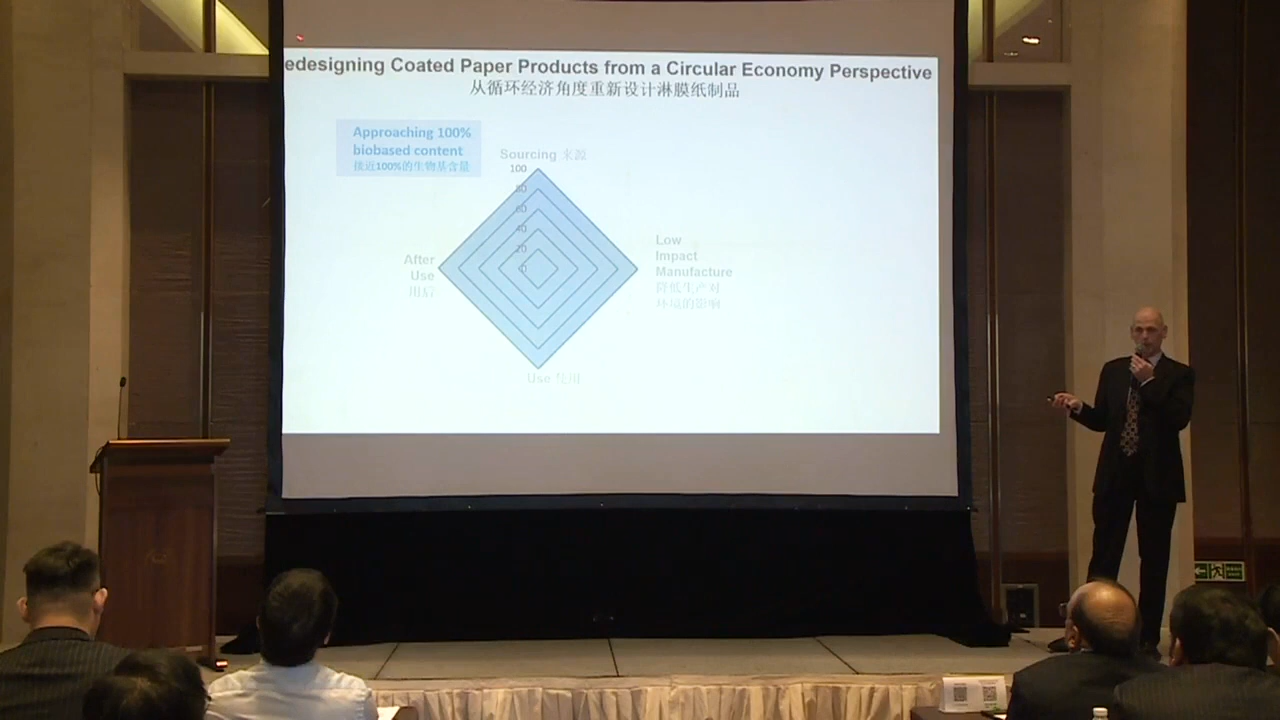 edesigning Coated Paper Products from a Circular Economy Perspective
从循环经济角度重新设计淋膜纸制品
Approaching 100%
biobased content
接近100%的生物基含量
Sourcing 来源
100
80
60
40
20
0
After
Use
用后
Low
Impact
Manufacture
降低生产对
环境的影响
Use 使用